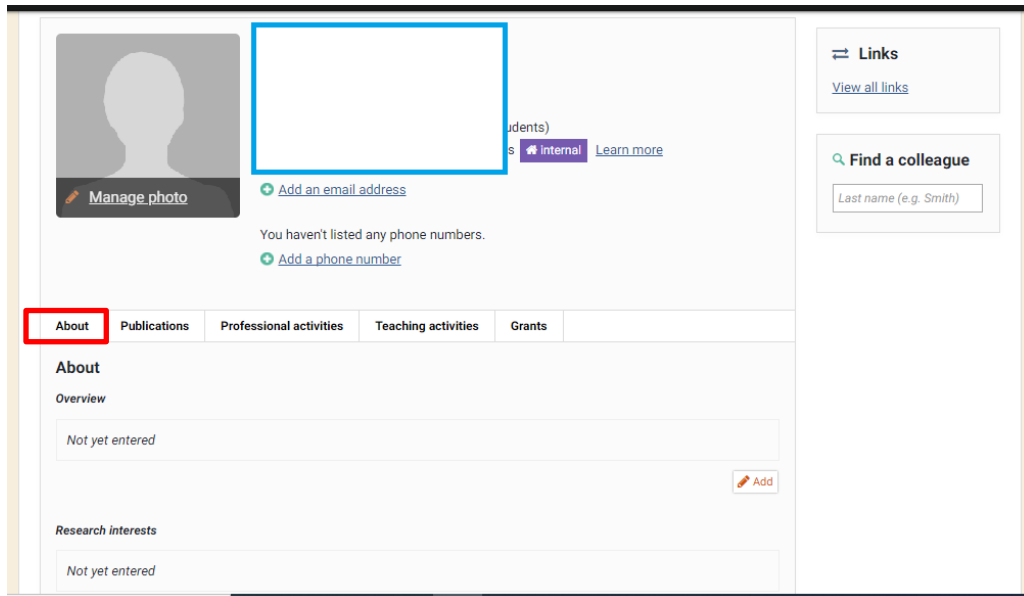 udents)
s internal Learn more
Manage photo
Add an email address
You haven't listed any phone numbers.
Add a phone number
Links
View all links
Find a colleague
Last name (e.g. Smith)
About Publications Professional activities Teaching activities Grants
About
Overview
Not yet entered
Add
Research interests
Not yet entered